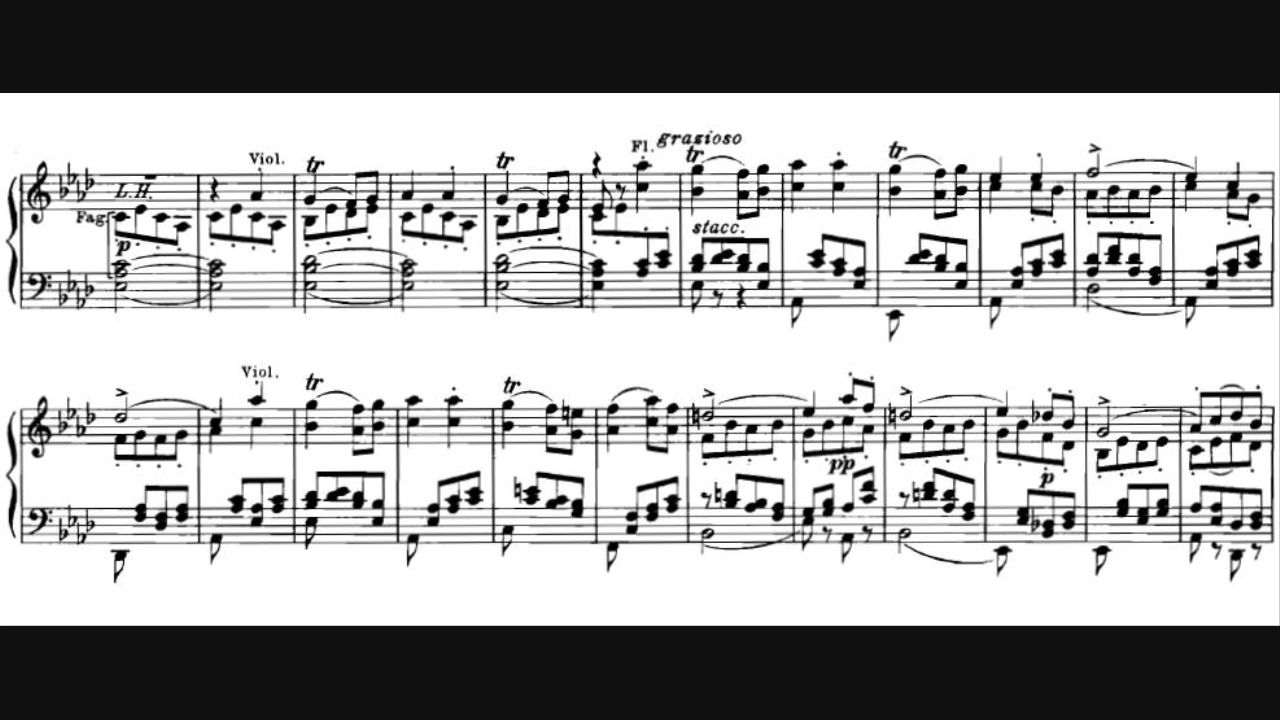 Fl. grazioso
Viol. tr tr tr tr
L.H.
Fag.
p stacc.
Viol. tr tr
pp
p